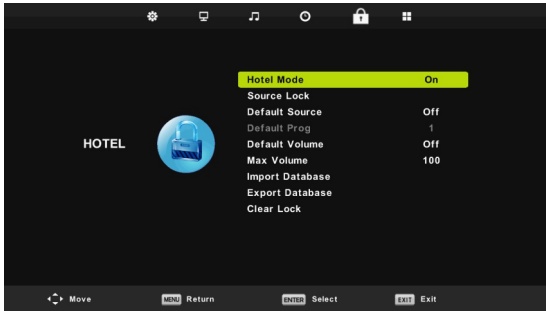 Hotel Mode On
Source Lock
Default Source Off
Default Prog 1
HOTEL
Default Volume Off
Max Volume 100
Import Database
Export Database
Clear Lock
Move MENU Return ENTER Select EXIT Exit